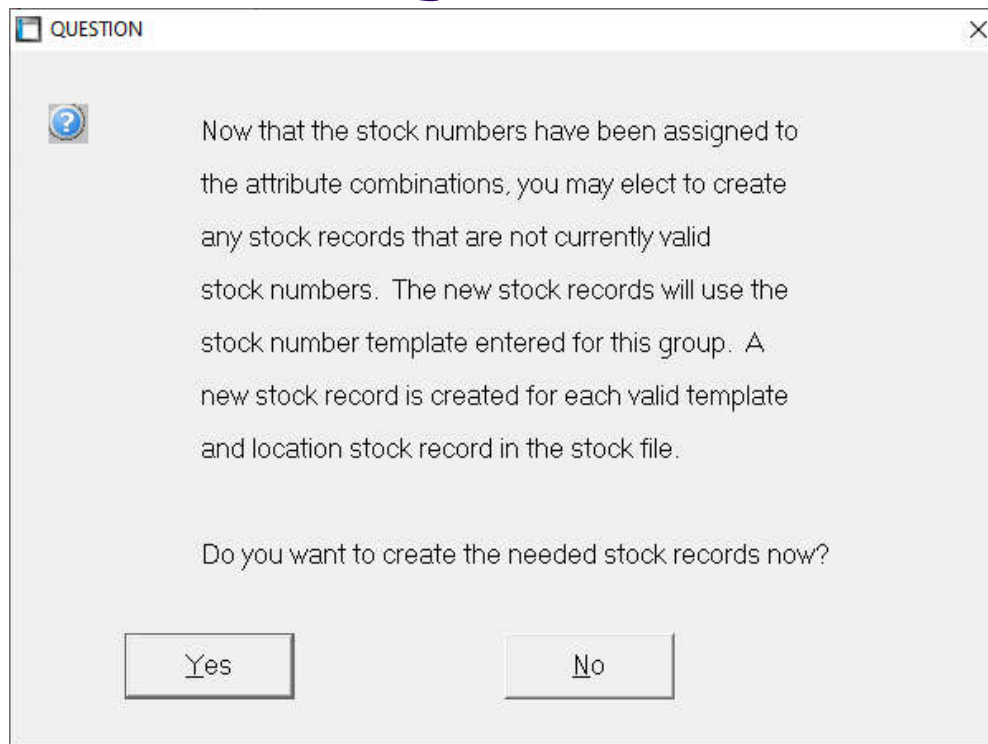 QUESTION
Now that the stock numbers have been assigned to
the attribute combinations, you may elect to create
any stock records that are not currently valid
stock numbers.  The new stock records will use the
stock number template entered for this group.  A
new stock record is created for each valid template
and location stock record in the stock file.
Do you want to create the needed stock records now?
Yes
No